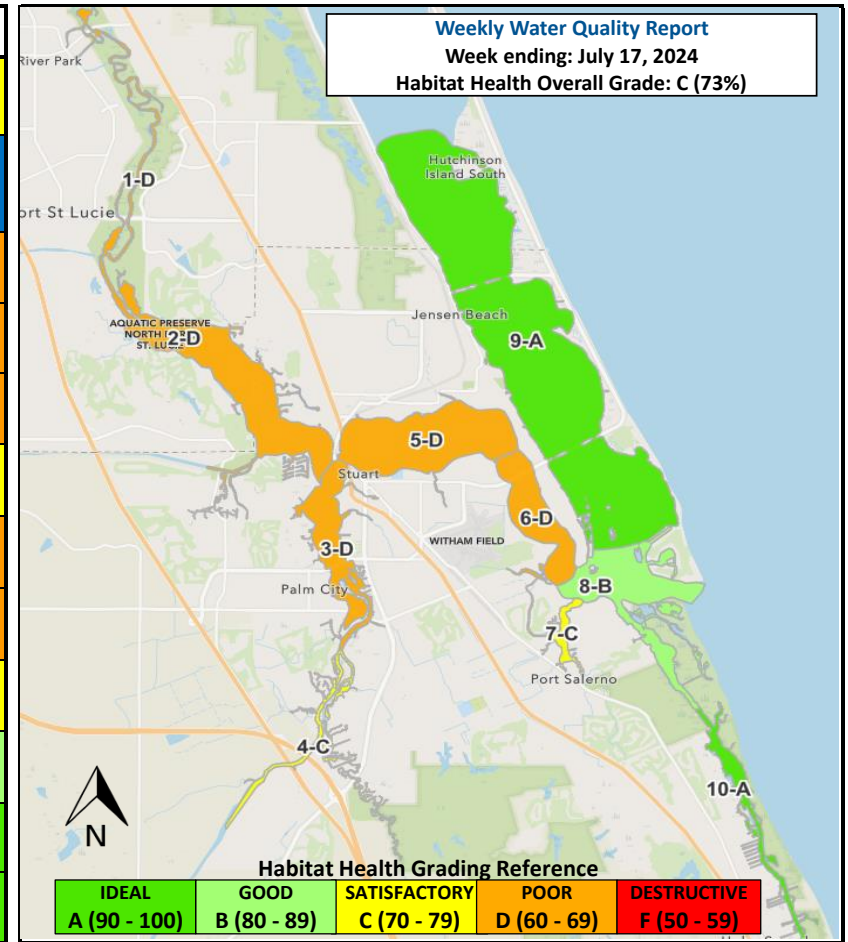 Weekly Water Quality Report
Week ending: July 17, 2024
Habitat Health Overall Grade: C (73%)
River Park
Hutchinson
Island South
1-D
ort St Lucie
Jensen Beach
AQUATIC PRESERVE
NORTH
ST. LUCIE
2-D
9-A
5-D
Stuart
6-D
WITHAM FIELD
3-D
Palm City
8-B
7-C
Port Salerno
4-C
10-A
N
Habitat Health Grading Reference
IDEAL
A (90 - 100)
GOOD
B (80 - 89)
SATISFACTORY
C (70 - 79)
POOR
D (60 - 69)
DESTRUCTIVE
F (50 - 59)